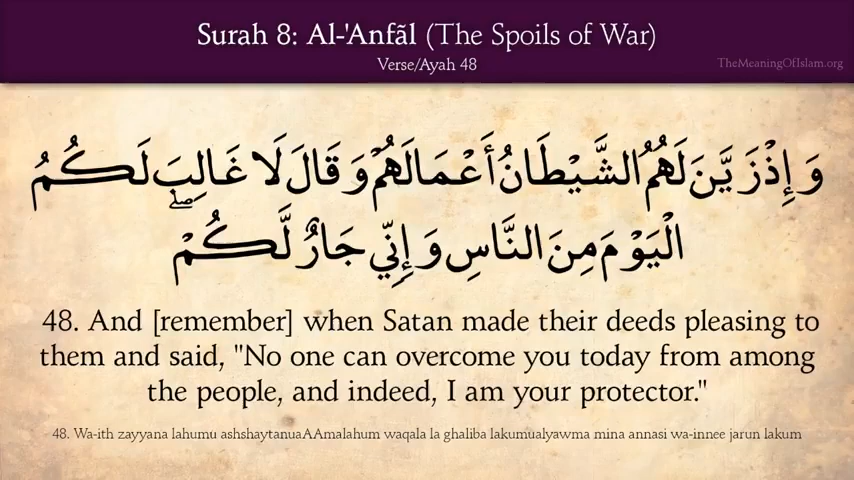 Surah 8: Al-'Anfãl (The Spoils of War)
Verse/Ayah 48
TheMeaningOfIslam.org
وَإِذْ زَيَّنَ لَهُمُ الشَّيْطَانُ أَعْمَالَهُمْ وَقَالَ لَا غَالِبَ لَكُمُ
الْيَوْمَ مِنَ النَّاسِ وَإِنِّي جَارٌ لَّكُمْ ۖ
48. And [remember] when Satan made their deeds pleasing to
them and said, "No one can overcome you today from among
the people, and indeed, I am your protector."
48. Wa-ith zayyana lahumu ashshaytanuaAAmalahum waqala la ghaliba lakumualyawma mina annasi wa-innee jarun lakum